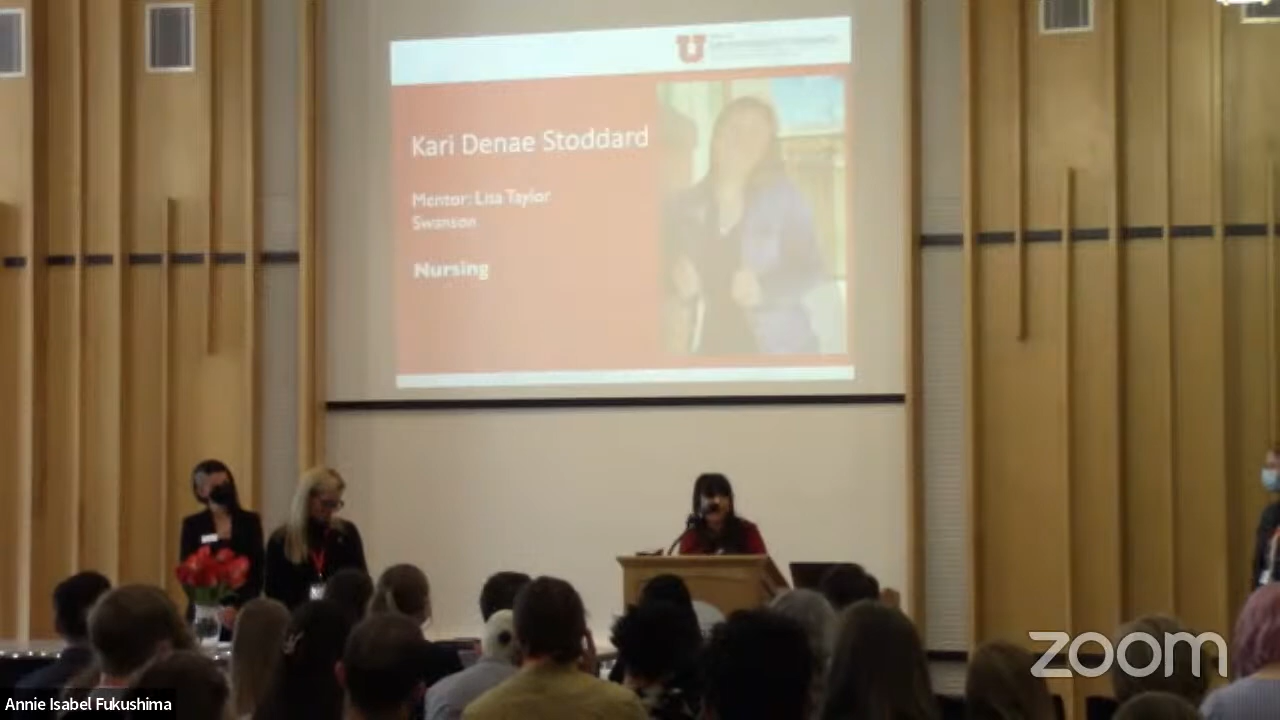 Kari Denae Stoddard
Mentor: Lisa Taylor
Swanson
Nursing
zoom
Annie Isabel Fukushima